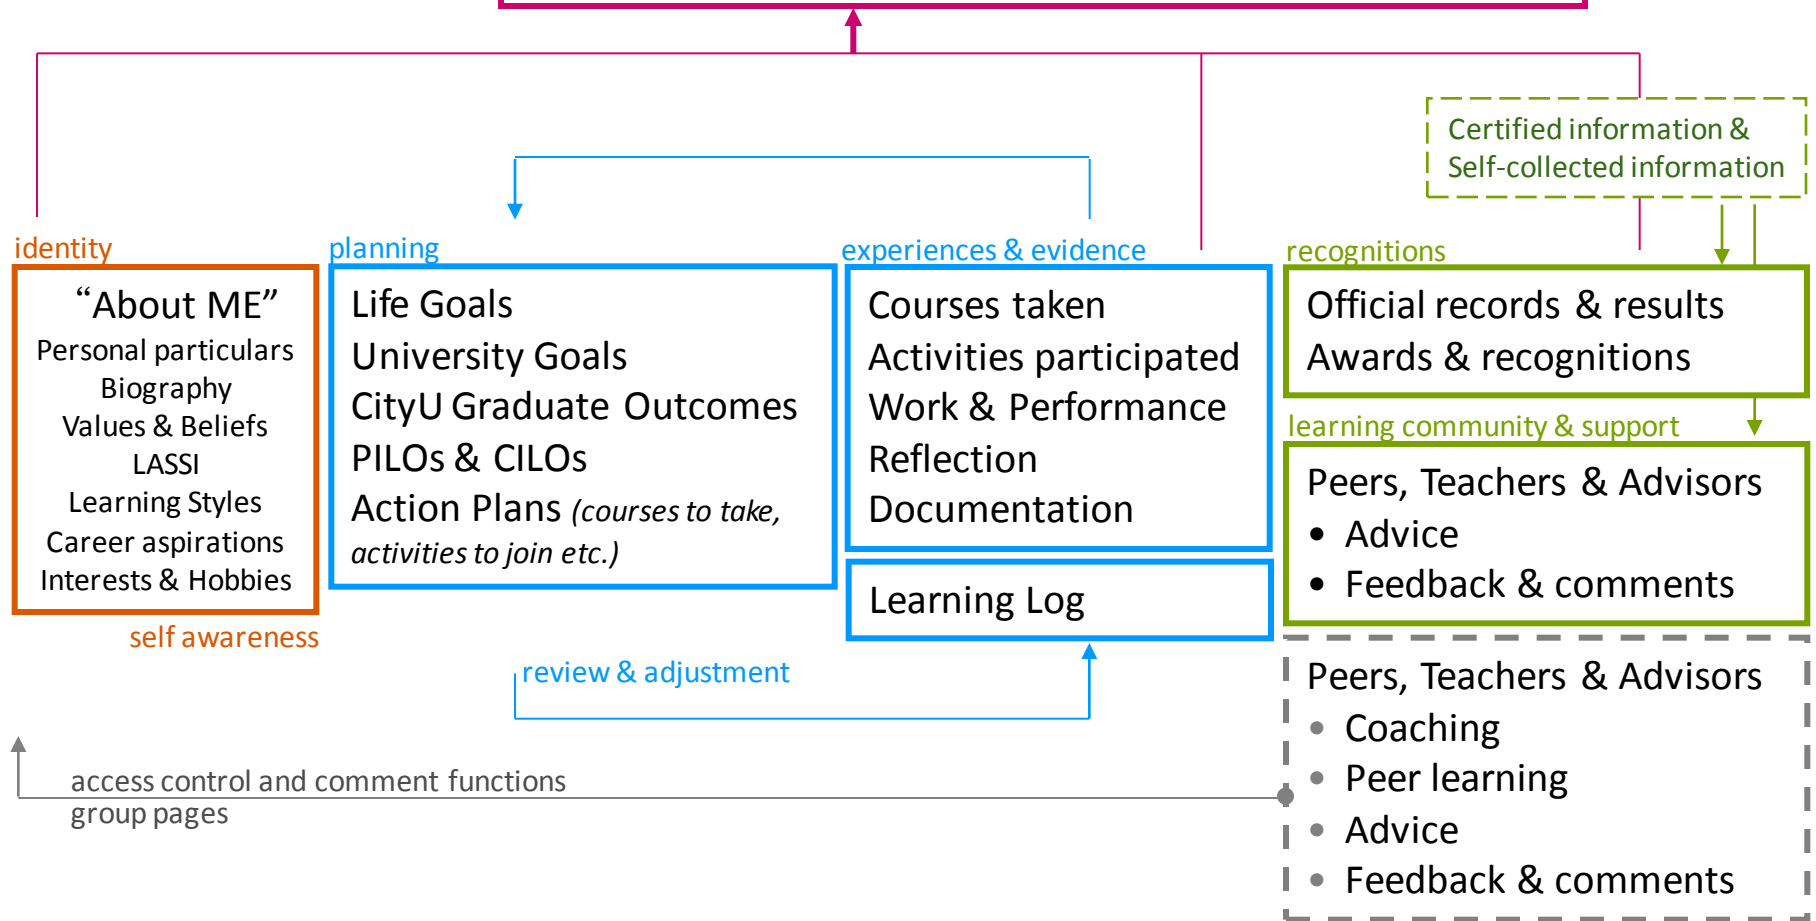 Certified information &
Self-collected information
identity
“About ME”
Personal particulars
Biography
Values & Beliefs
LASSI
Learning Styles
Career aspirations
Interests & Hobbies
self awareness
planning
Life Goals
University Goals
CityU Graduate Outcomes
PILOs & CILOs
Action Plans (courses to take,
activities to join etc.)
experiences & evidence
Courses taken
Activities participated
Work & Performance
Reflection
Documentation
Learning Log
review & adjustment
recognitions
Official records & results
Awards & recognitions
learning community & support
Peers, Teachers & Advisors
• Advice
• Feedback & comments
Peers, Teachers & Advisors
• Coaching
• Peer learning
• Advice
• Feedback & comments
access control and comment functions
group pages